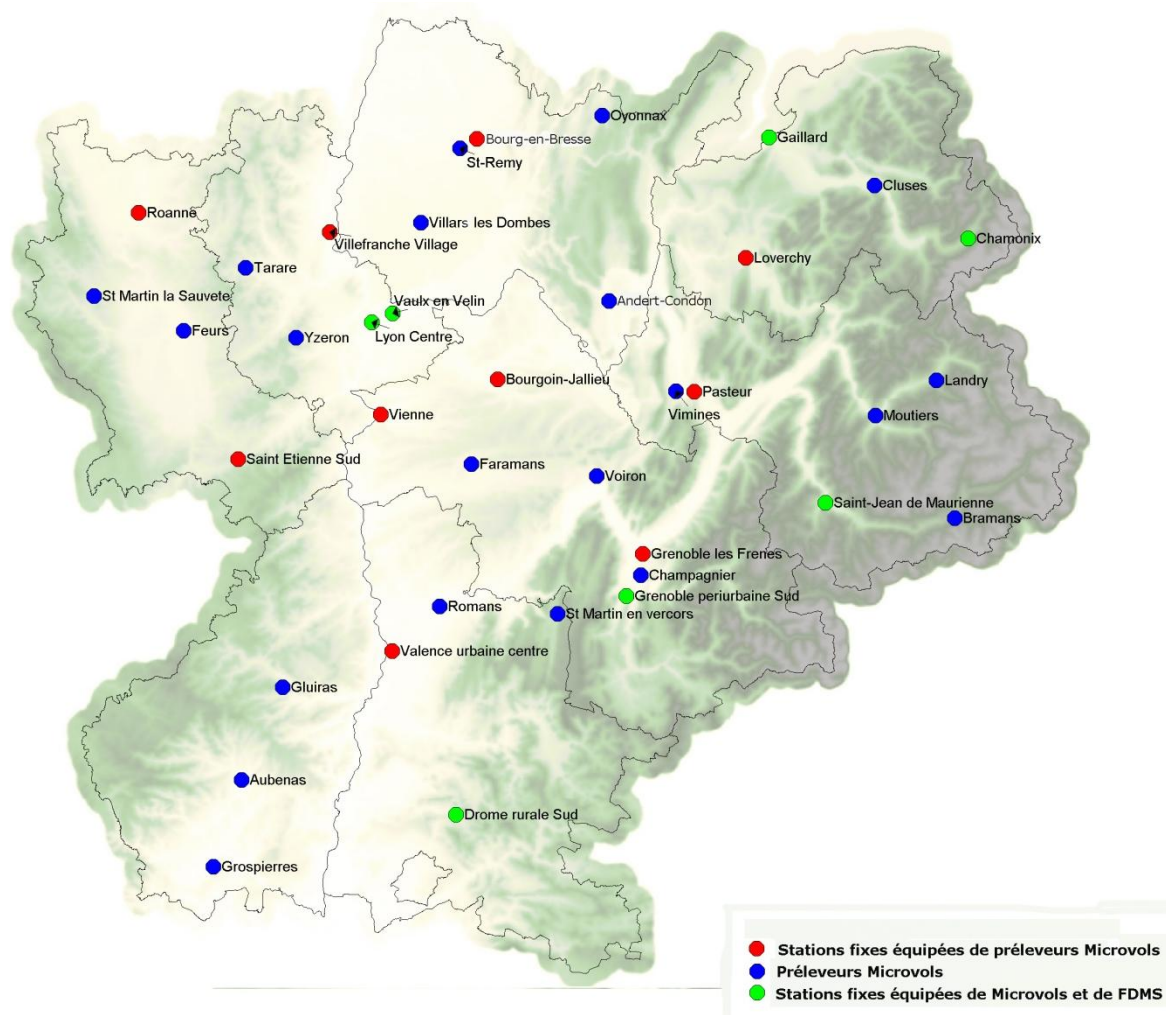 Oyonnax
Bourg-en-Bresse
Gaillard
St-Remy
Cluses
Roanne
Villars les Dombes
Villefranche Village
Chamonix
Loverchy
Tarare
St Martin la Sauvete
Vaulx en Velin
Andert-Condon
Feurs
Yzeron
Lyon Centre
Bourgoin-Jallieu
Landry
Pasteur
Vienne
Vimines
Moutiers
Saint Etienne Sud
Faramans
Voiron
Saint-Jean de Maurienne
Bramans
Grenoble les Frenes
Champagnier
Grenoble periurbaine Sud
Romans
St Martin en vercors
Valence urbaine centre
Gluiras
Aubenas
Drome rurale Sud
Grospierres
Stations fixes équipées de préleveurs Microvols
Préleveurs Microvols
Stations fixes équipées de Microvols et de FDMS